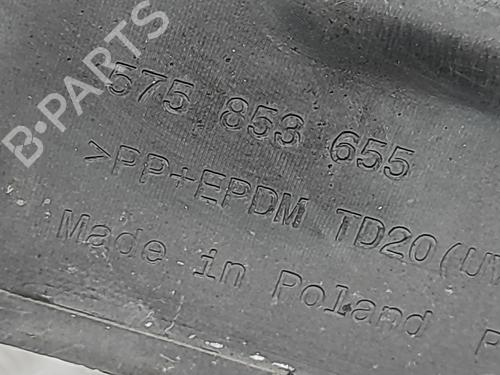 B-PARTS
575 853 655
>PP+EPDM TD20(U
Made in Poland P